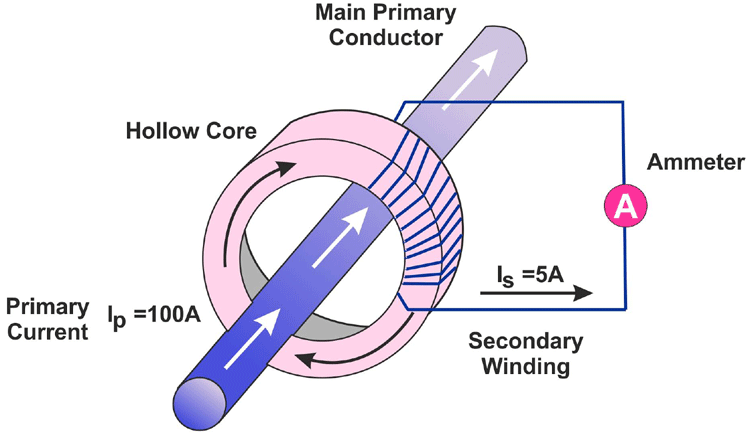 Main Primary
Conductor
Hollow Core
Ammeter
A
Is =5A
Primary
Current
Ip =100A
Secondary
Winding